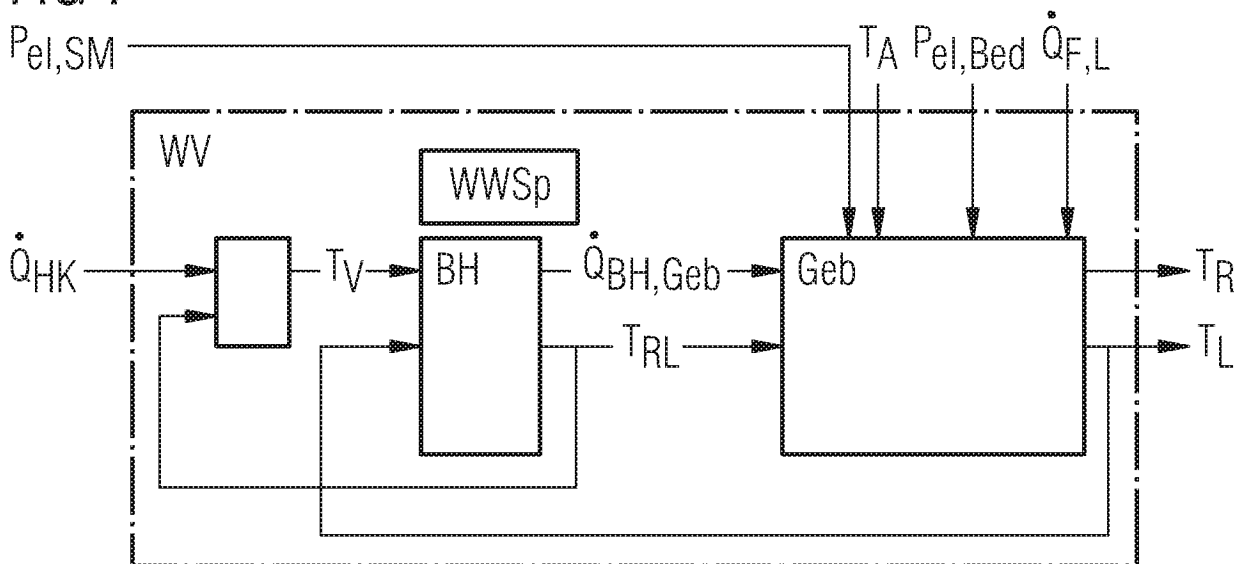 P_el,SM T_A P_el,Bed Q̇_F,L
WV
WWSp
Q̇_HK T_V BH Q̇_BH,Geb Geb T_R
T_RL T_L